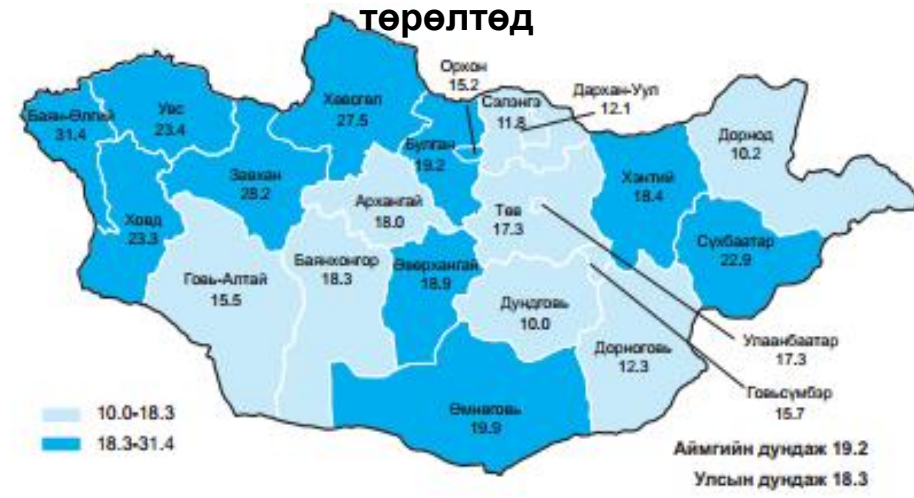 төрөлтөд
Орхон
15.2
Дархан-Уул
12.1
Сэлэнгэ
11.8
Хөвсгөл
27.5
Увс
23.4
Баян-Өлгий
31.4
Булган
19.2
Дорнод
10.2
Завхан
28.2
Хэнтий
18.4
Архангай
18.0
Төв
17.3
Ховд
23.3
Сүхбаатар
22.9
Баянхонгор
18.3
Өвөрхангай
18.9
Говь-Алтай
15.5
Дундговь
10.0
Дорноговь
12.3
Улаанбаатар
17.3
Говьсүмбэр
15.7
Өмнөговь
19.9
10.0-18.3
18.3-31.4
Аймгийн дундаж 19.2
Улсын дундаж 18.3